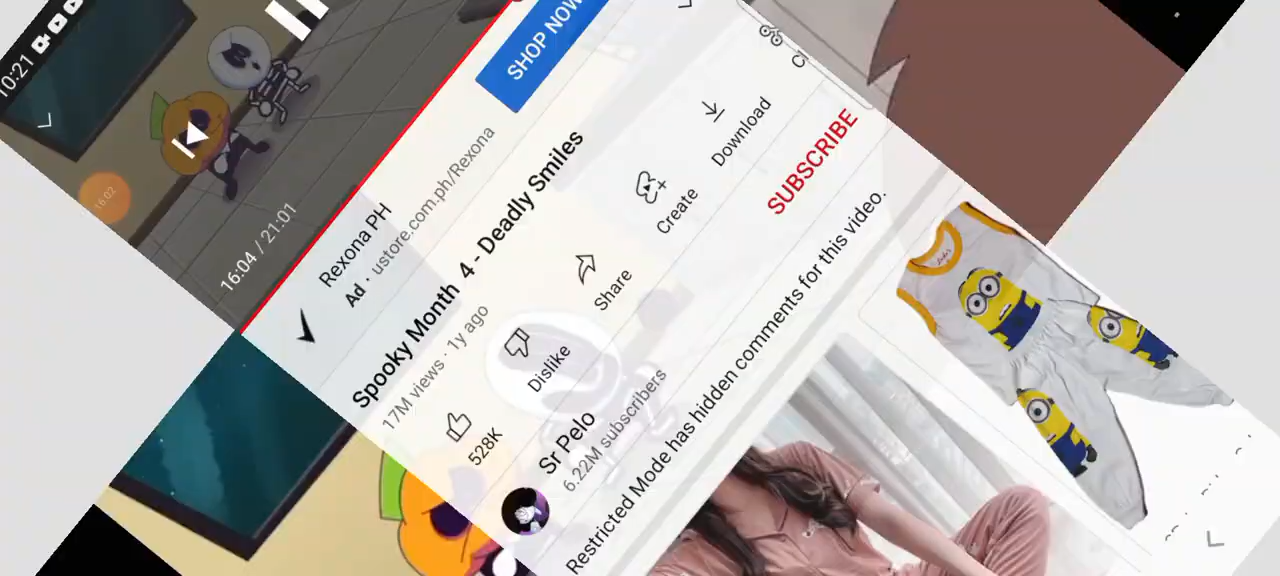 10:21
16:02
16:04 / 21:01
Rexona PH
Ad · ustore.com.ph/Rexona
SHOP NOW
Spooky Month 4 - Deadly Smiles
17M views · 1y ago
528K
Dislike
Share
Create
Download
Sr Pelo
6.22M subscribers
SUBSCRIBE
Restricted Mode has hidden comments for this video.